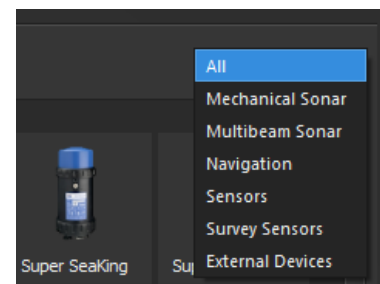 All
Mechanical Sonar
Multibeam Sonar
Navigation
Sensors
Survey Sensors
External Devices
Super SeaKing